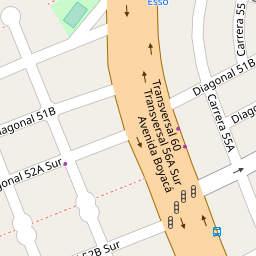 Esso
Carrera 55
Diagonal 51B
Diagonal 51B
Transversal 60
Transversal 56A Sur
Avenida Boyacá
Carrera 55A
Diagonal 52A Sur
52B Sur